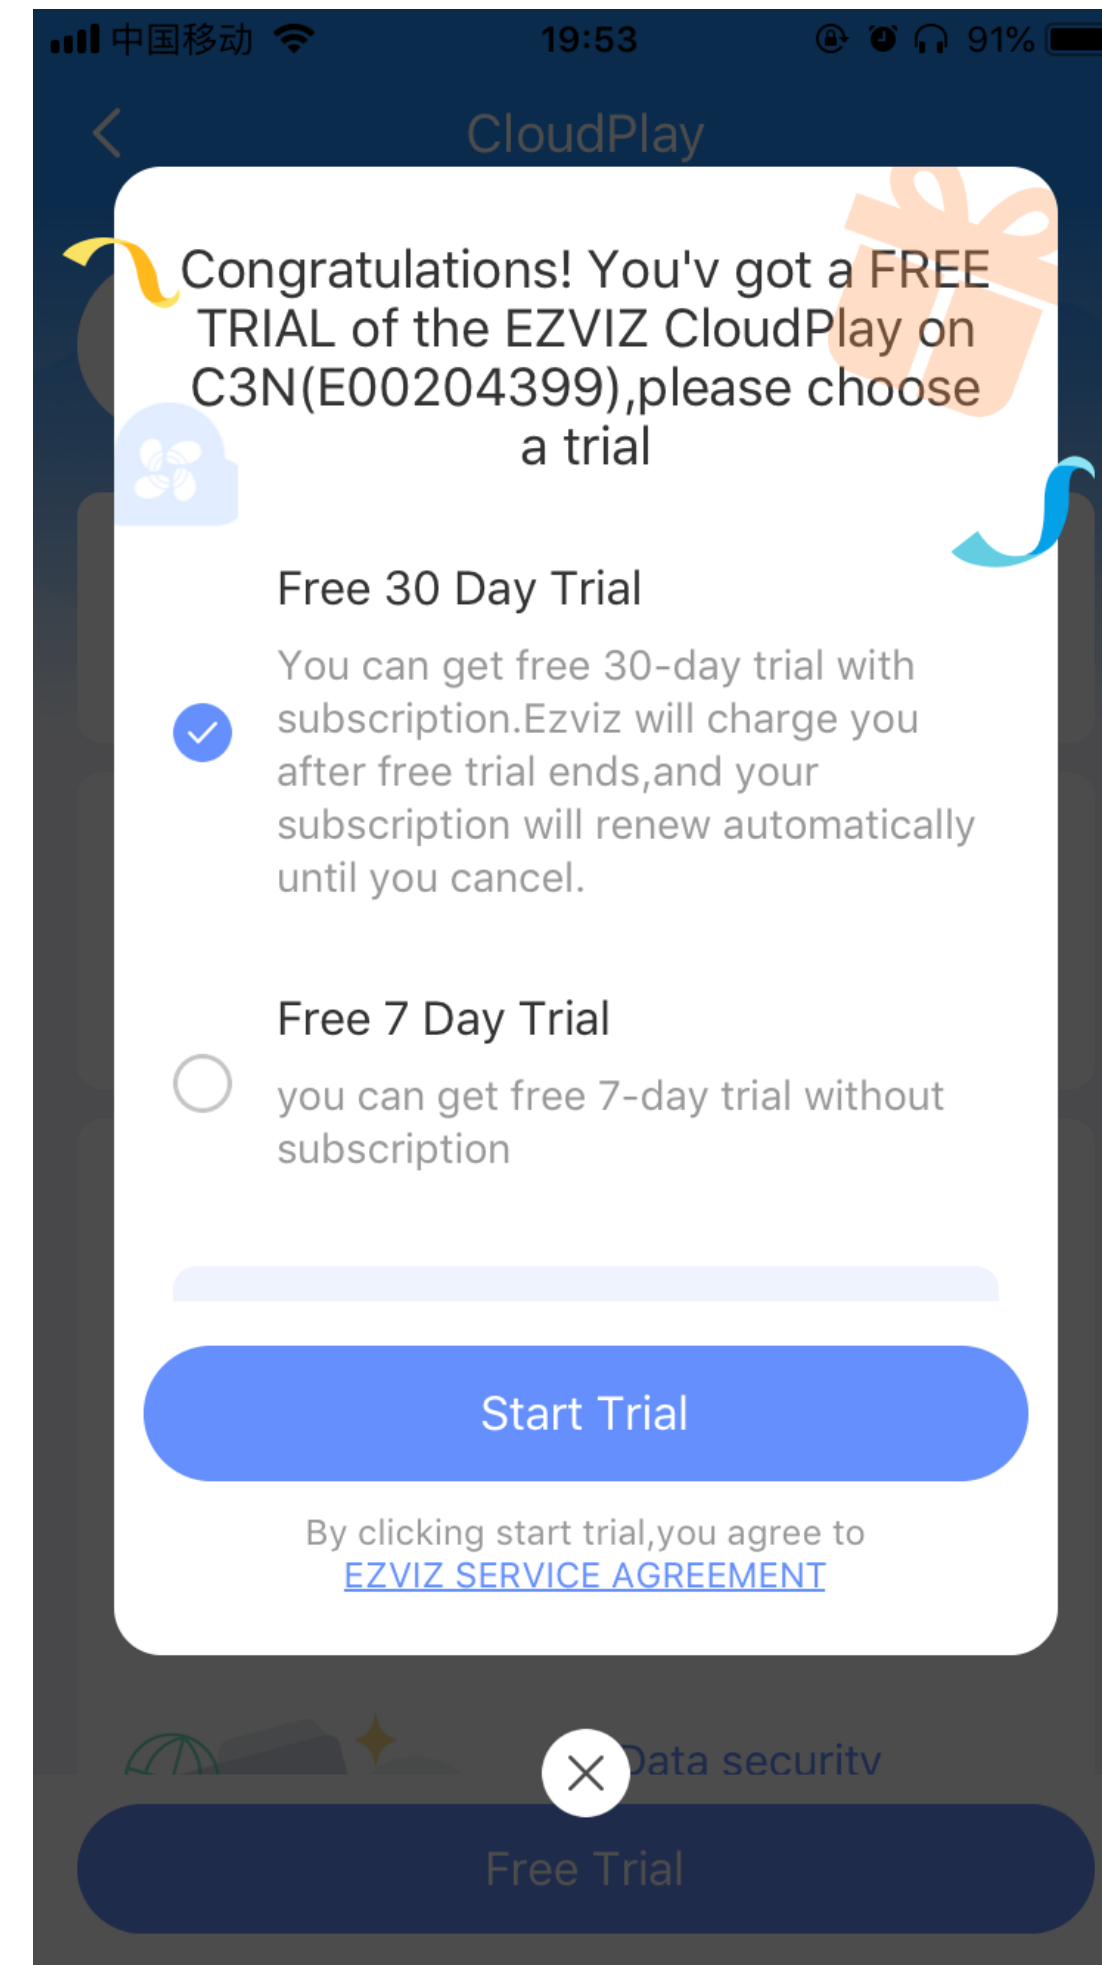 中国移动 19:53 91%
CloudPlay
Congratulations! You'v got a FREE
TRIAL of the EZVIZ CloudPlay on
C3N(E00204399),please choose
a trial
Free 30 Day Trial
You can get free 30-day trial with
subscription.Ezviz will charge you
after free trial ends,and your
subscription will renew automatically
until you cancel.
Free 7 Day Trial
you can get free 7-day trial without
subscription
Start Trial
By clicking start trial,you agree to
EZVIZ SERVICE AGREEMENT
Data security
Free Trial